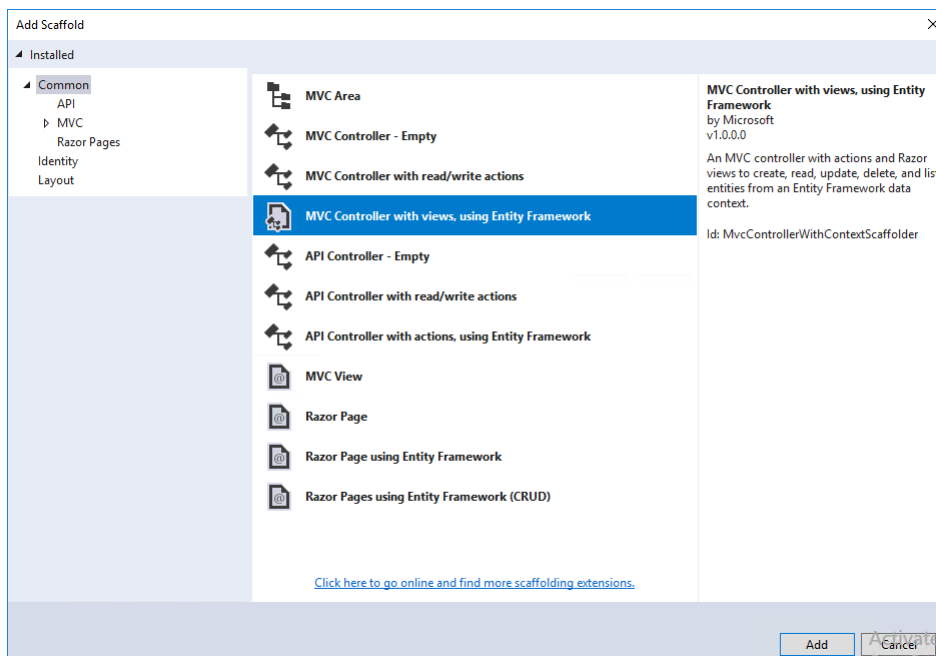 Add Scaffold
Installed
Common
API
MVC
Razor Pages
Identity
Layout
MVC Area
MVC Controller - Empty
MVC Controller with read/write actions
MVC Controller with views, using Entity Framework
API Controller - Empty
API Controller with read/write actions
API Controller with actions, using Entity Framework
MVC View
Razor Page
Razor Page using Entity Framework
Razor Pages using Entity Framework (CRUD)
Click here to go online and find more scaffolding extensions.
MVC Controller with views, using Entity
Framework
by Microsoft
v1.0.0.0
An MVC controller with actions and Razor
views to create, read, update, delete, and lis
entities from an Entity Framework data
context.
Id: MvcControllerWithContextScaffolder
Add
Cancel
Activate